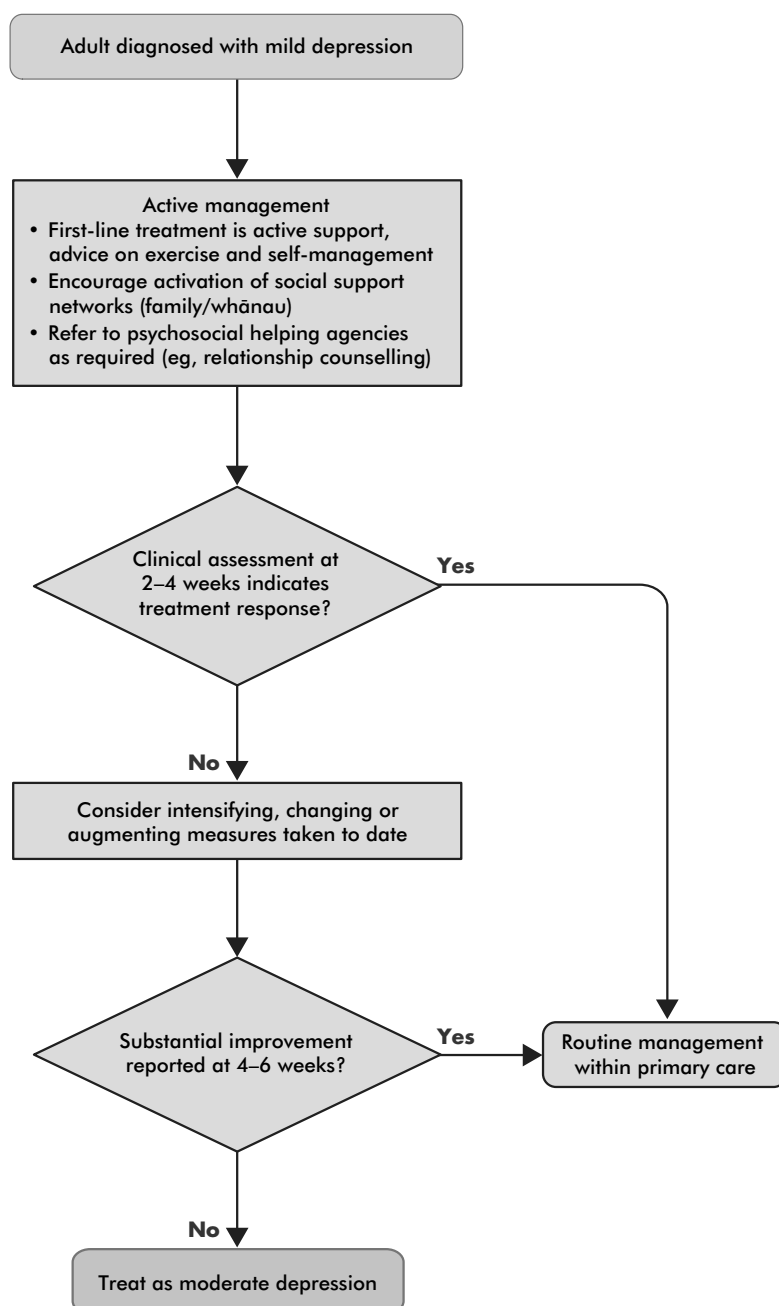 Adult diagnosed with mild depression
Active management
• First-line treatment is active support,
advice on exercise and self-management
• Encourage activation of social support
networks (family/whānau)
• Refer to psychosocial helping agencies
as required (eg, relationship counselling)
Clinical assessment at
2–4 weeks indicates
treatment response?
Yes
No
Consider intensifying, changing or
augmenting measures taken to date
Substantial improvement
reported at 4–6 weeks?
Yes
Routine management
within primary care
No
Treat as moderate depression